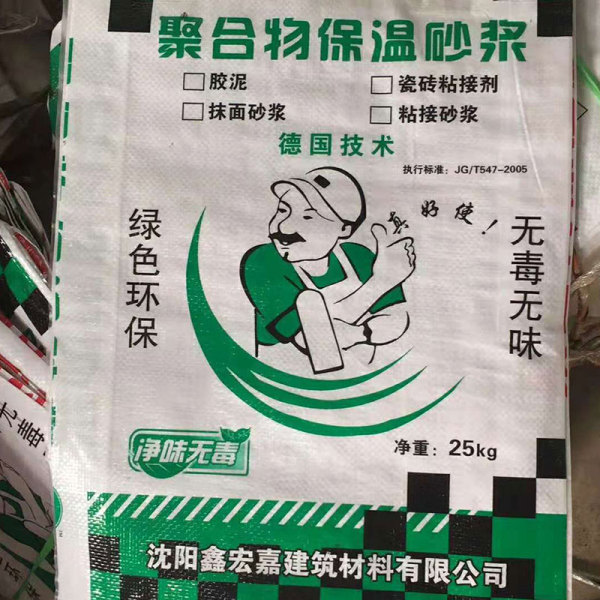 聚合物保温砂浆
胶泥
瓷砖粘接剂
抹面砂浆
粘接砂浆
德国技术
执行标准：JG/T547-2005
真好使！
绿色环保
无毒无味
净味无毒
净重：25kg
沈阳鑫宏嘉建筑材料有限公司
无毒